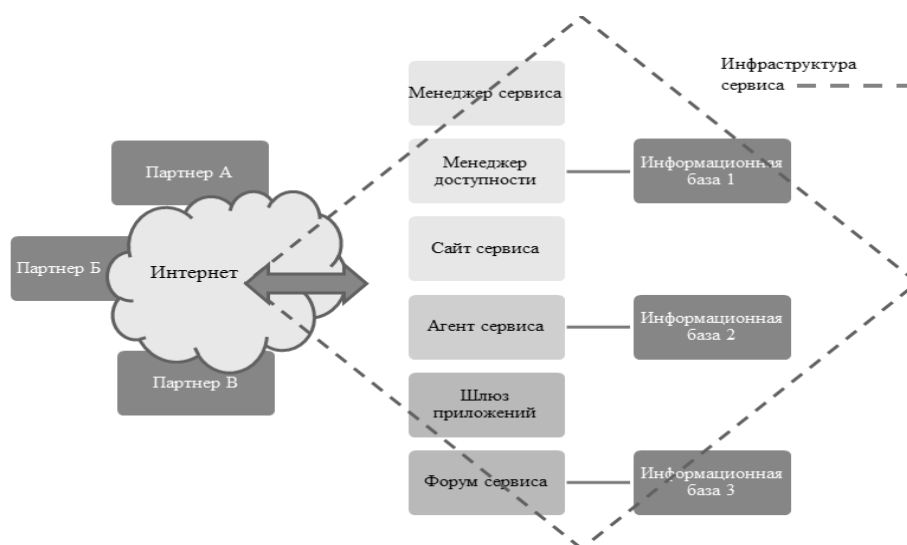 Инфраструктура
сервиса
Менеджер сервиса
Партнер А
Менеджер
доступности
Информационная
база 1
Партнер Б
Интернет
Сайт сервиса
Агент сервиса
Информационная
база 2
Партнер В
Шлюз
приложений
Форум сервиса
Информационная
база 3